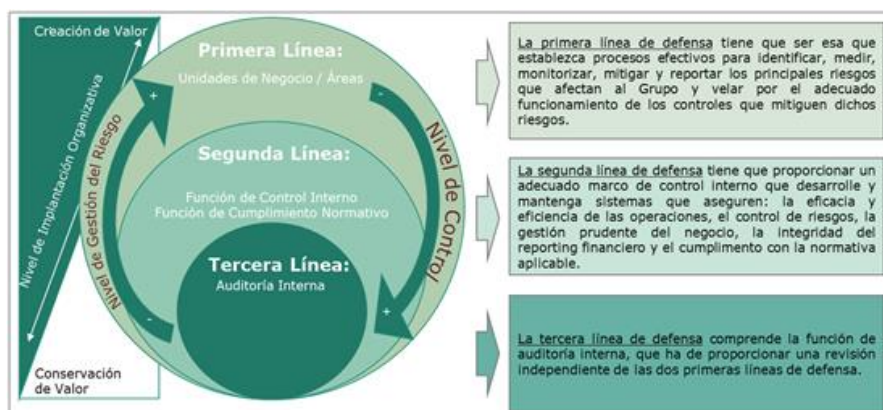 Creación de Valor
Nivel de Implantación Organizativa
Conservación
de Valor
Nivel de Gestión del Riesgo
Primera Línea:
Unidades de Negocio / Áreas
Segunda Línea:
Función de Control Interno
Función de Cumplimiento Normativo
Tercera Línea:
Auditoría Interna
+
-
-
+
Nivel de Control
La primera línea de defensa tiene que ser esa que
establezca procesos efectivos para identificar, medir,
monitorizar, mitigar y reportar los principales riesgos
que afectan al Grupo y velar por el adecuado
funcionamiento de los controles que mitiguen dichos
riesgos.
La segunda línea de defensa tiene que proporcionar un
adecuado marco de control interno que desarrolle y
mantenga sistemas que aseguren: la eficacia y
eficiencia de las operaciones, el control de riesgos, la
gestión prudente del negocio, la integridad del
reporting financiero y el cumplimento con la normativa
aplicable.
La tercera línea de defensa comprende la función de
auditoría interna, que ha de proporcionar una revisión
independiente de las dos primeras líneas de defensa.